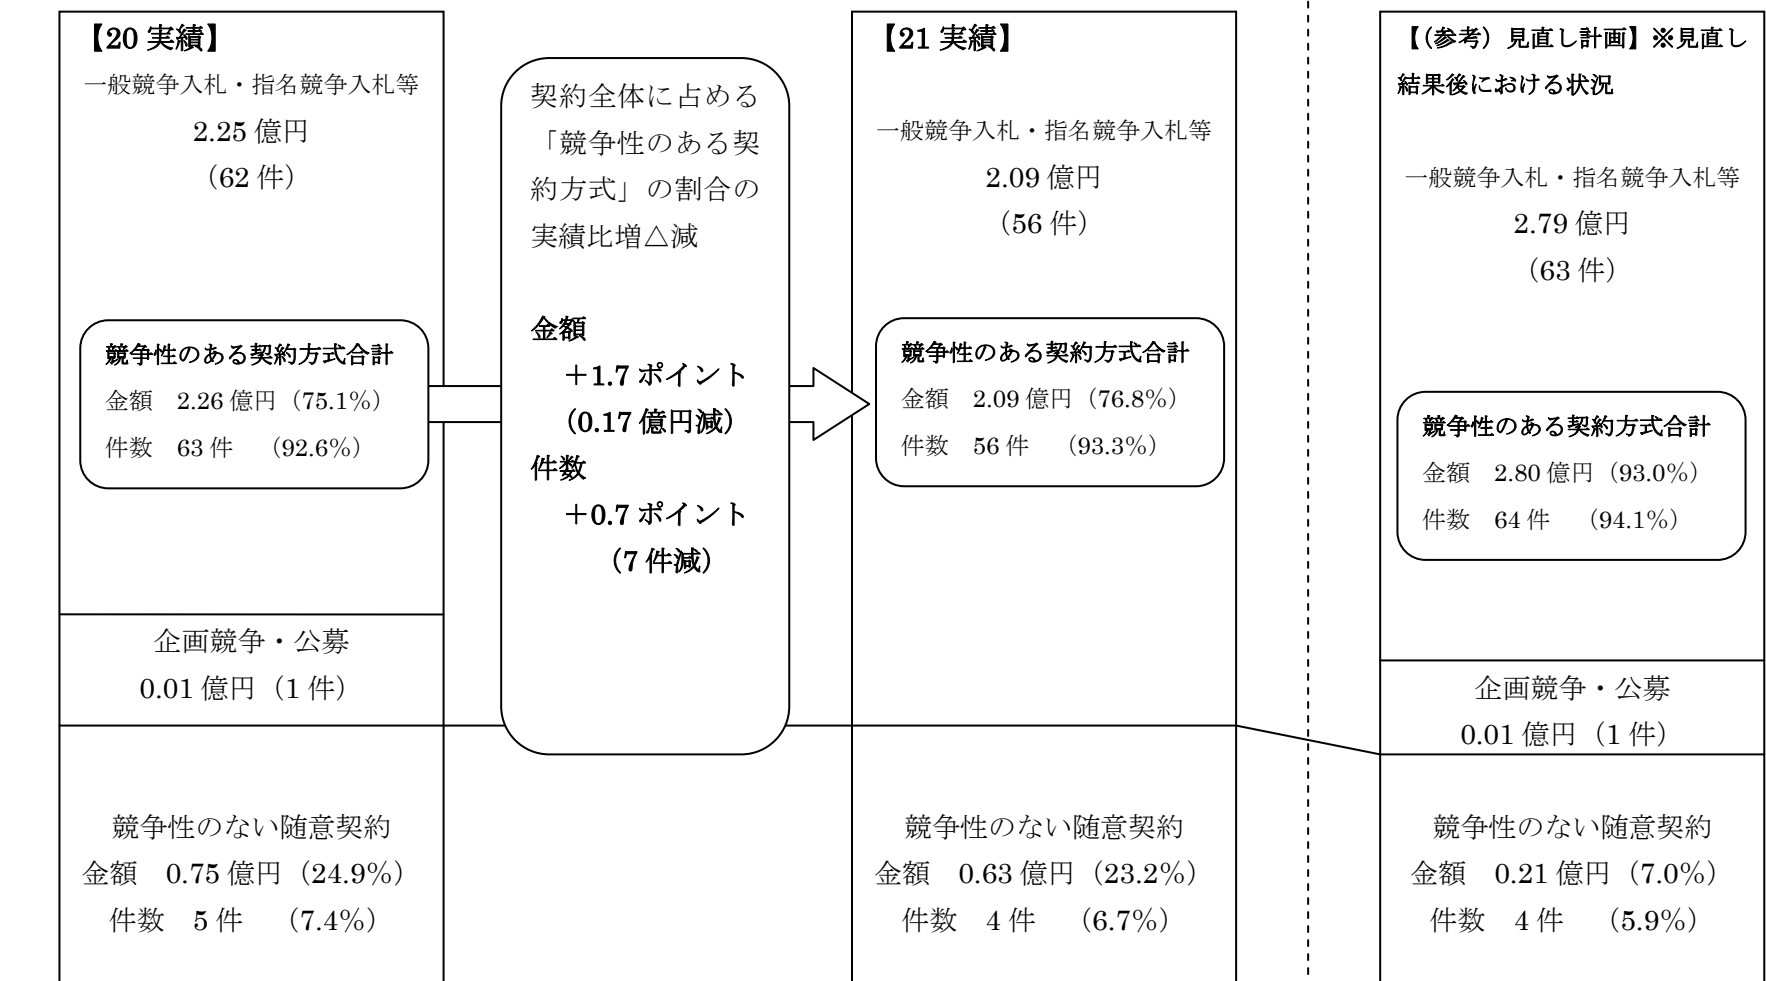 【20 実績】
一般競争入札・指名競争入札等
2.25 億円
（62 件）
競争性のある契約方式合計
金額　2.26 億円（75.1%）
件数　63 件　（92.6%）
企画競争・公募
0.01 億円（1 件）
競争性のない随意契約
金額　0.75 億円（24.9%）
件数　5 件　（7.4%）
契約全体に占める
「競争性のある契
約方式」の割合の
実績比増△減
金額
＋1.7 ポイント
（0.17 億円減）
件数
＋0.7 ポイント
（7 件減）
【21 実績】
一般競争入札・指名競争入札等
2.09 億円
（56 件）
競争性のある契約方式合計
金額　2.09 億円（76.8%）
件数　56 件　（93.3%）
競争性のない随意契約
金額　0.63 億円（23.2%）
件数　4 件　（6.7%）
【（参考）見直し計画】※見直し
結果後における状況
一般競争入札・指名競争入札等
2.79 億円
（63 件）
競争性のある契約方式合計
金額　2.80 億円（93.0%）
件数　64 件　（94.1%）
企画競争・公募
0.01 億円（1 件）
競争性のない随意契約
金額　0.21 億円（7.0%）
件数　4 件　（5.9%）